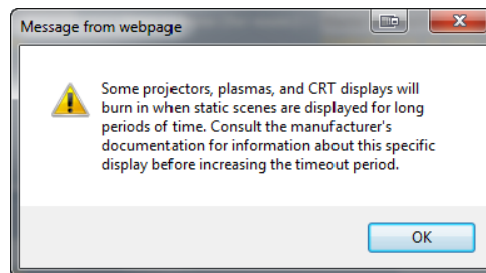 Message from webpage
Some projectors, plasmas, and CRT displays will
burn in when static scenes are displayed for long
periods of time. Consult the manufacturer's
documentation for information about this specific
display before increasing the timeout period.
OK